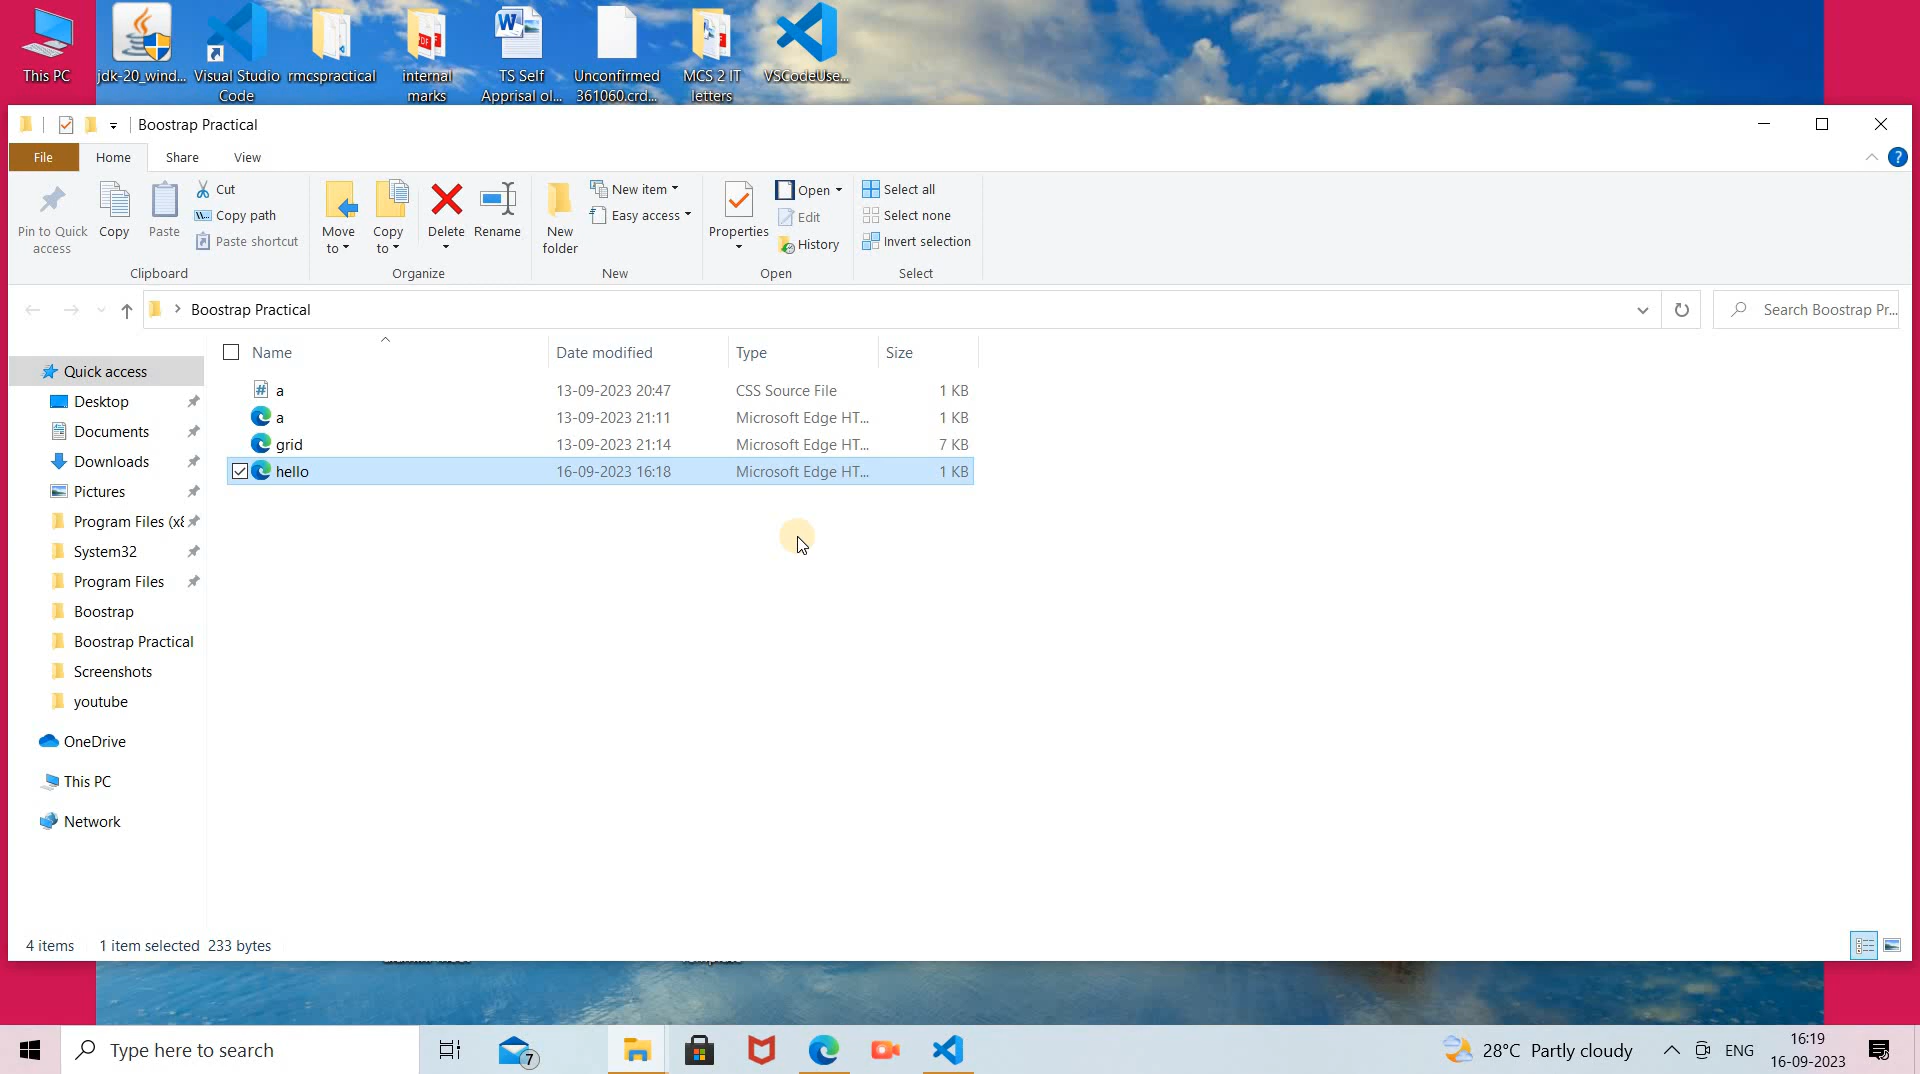 This PC
jdk-20_wind...
Visual Studio
Code
rmcspractical
internal
marks
TS Self
Apprisal ol...
Unconfirmed
361060.crd...
MCS 2 IT
letters
VSCodeUse...
Boostrap Practical
File
Home
Share
View
?
Pin to Quick
access
Copy
Paste
Cut
Copy path
Paste shortcut
Clipboard
Move
to
Copy
to
Delete
Rename
Organize
New
folder
New item
Easy access
New
Properties
Open
Edit
History
Open
Select all
Select none
Invert selection
Select
Boostrap Practical
Search Boostrap Pr...
Name
Date modified
Type
Size
a 13-09-2023 20:47 CSS Source File 1 KB
a 13-09-2023 21:11 Microsoft Edge HT... 1 KB
grid 13-09-2023 21:14 Microsoft Edge HT... 7 KB
hello 16-09-2023 16:18 Microsoft Edge HT... 1 KB
Quick access
Desktop
Documents
Downloads
Pictures
Program Files (x8
System32
Program Files
Boostrap
Boostrap Practical
Screenshots
youtube
OneDrive
This PC
Network
4 items 1 item selected 233 bytes
Type here to search
7
28°C Partly cloudy
ENG
16:19
16-09-2023